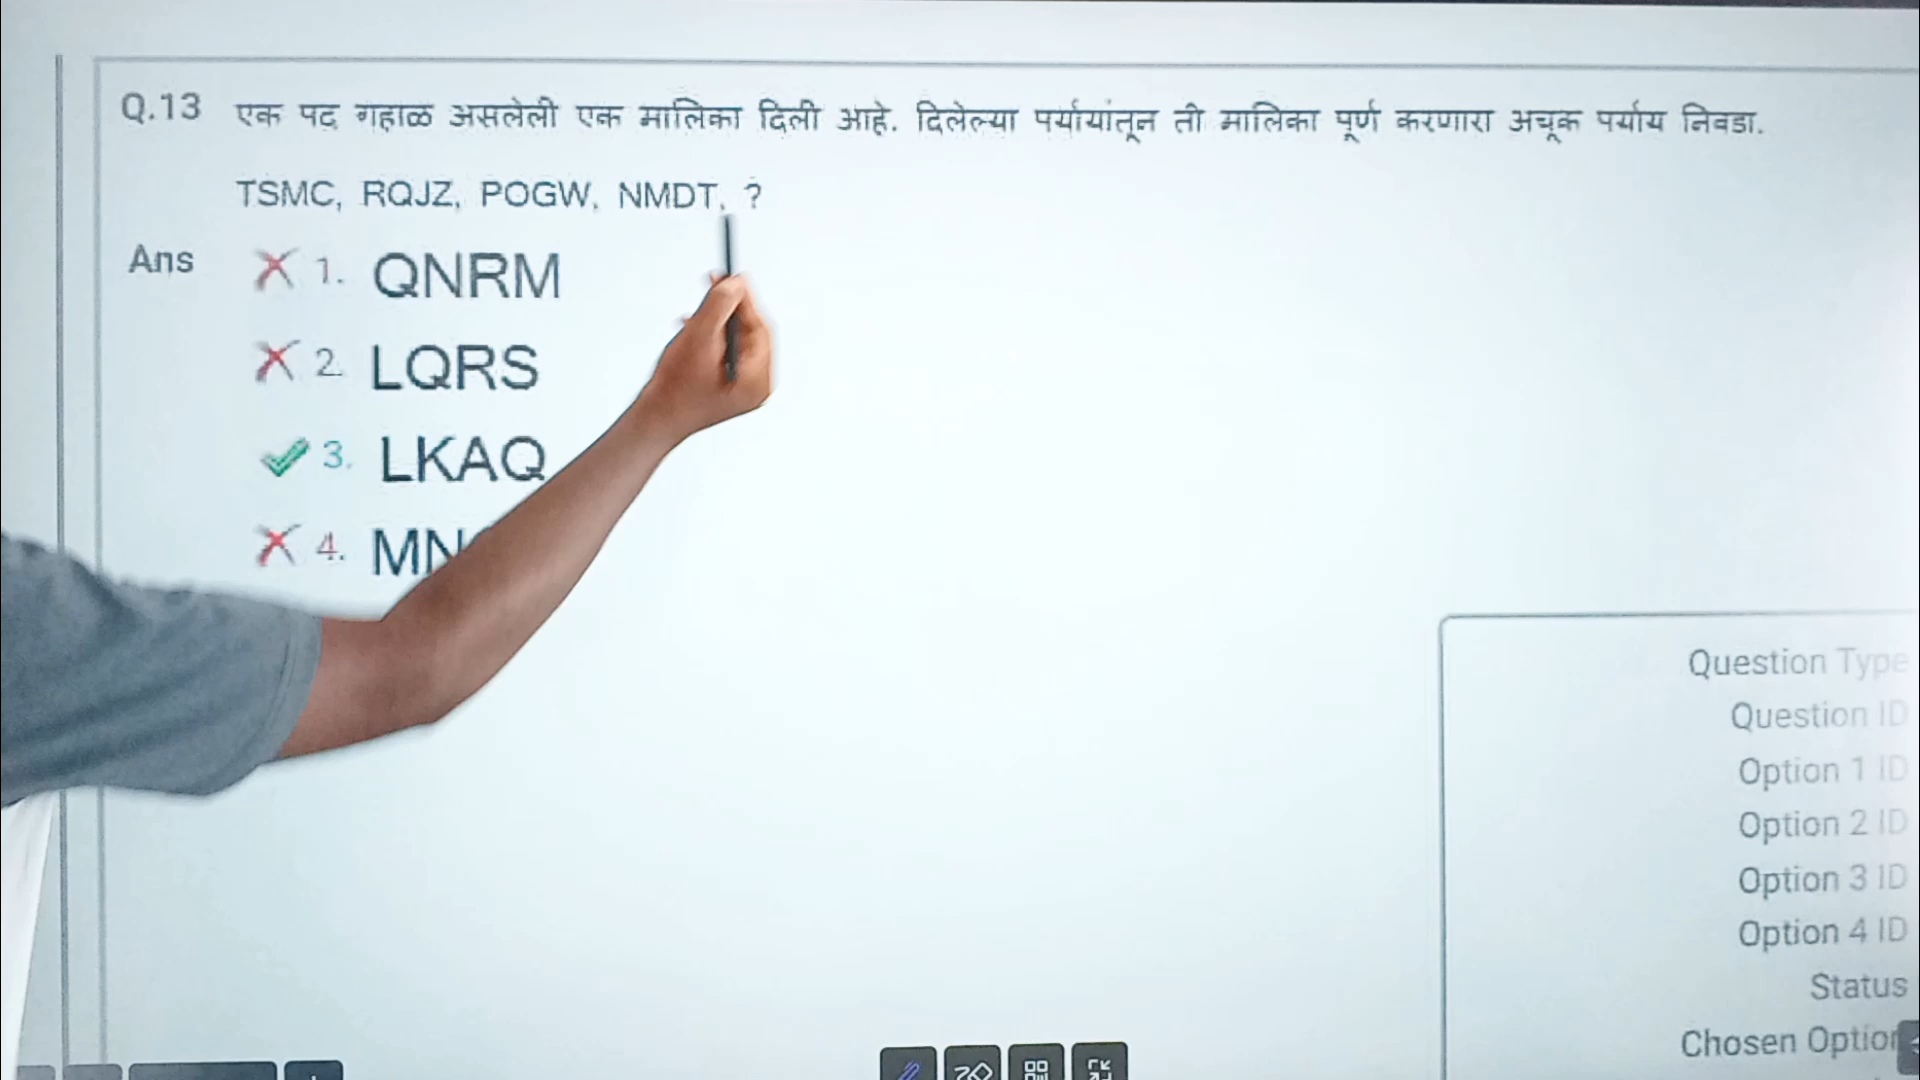 Q.13 एक पद गहाळ असलेली एक मालिका दिली आहे. दिलेल्या पर्यायांतून ती मालिका पूर्ण करणारा अचूक पर्याय निवडा.
TSMC, RQJZ, POGW, NMDT, ?
Ans 1. QNRM
2. LQRS
3. LKAQ
4.
Question Type
Question ID
Option 1 ID
Option 2 ID
Option 3 ID
Option 4 ID
Status
Chosen Option